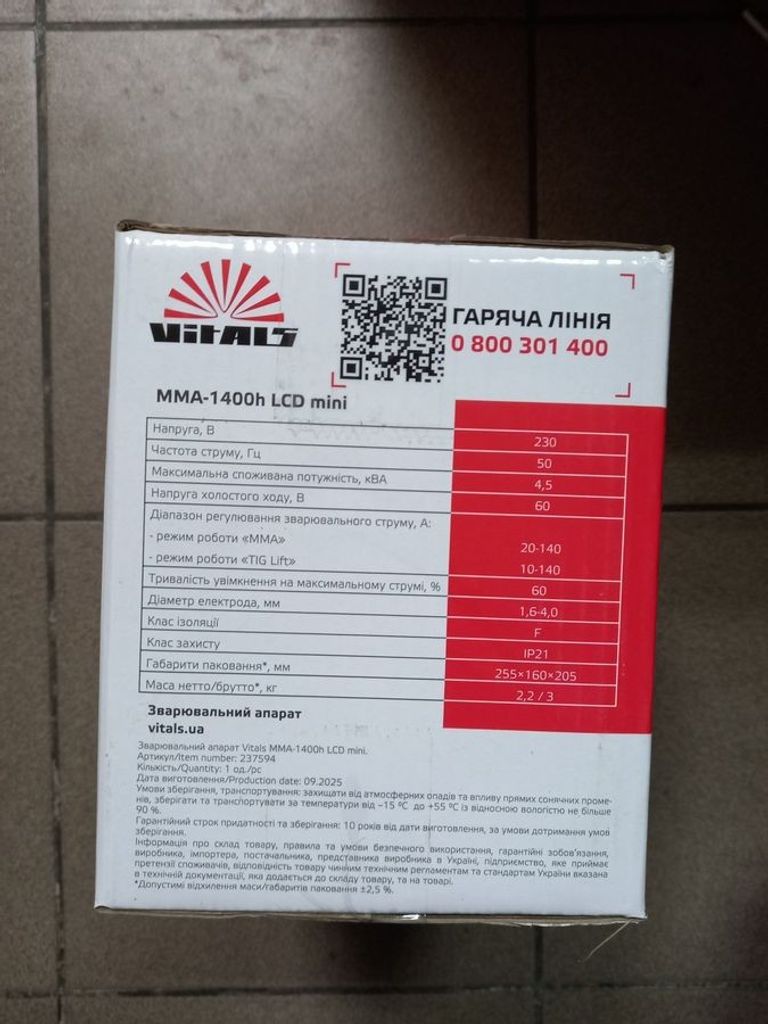 VITALS
ГАРЯЧА ЛІНІЯ
0 800 301 400
MMA-1400h LCD mini
Напруга, В 230
Частота струму, Гц 50
Максимальна споживана потужність, кВА 4,5
Напруга холостого ходу, В 60
Діапазон регулювання зварювального струму, А:
- режим роботи «MMA» 20-140
- режим роботи «TIG Lift» 10-140
Тривалість увімкнення на максимальному струмі, % 60
Діаметр електрода, мм 1,6-4,0
Клас ізоляції F
Клас захисту IP21
Габарити паковання*, мм 255×160×205
Маса нетто/брутто*, кг 2,2 / 3
Зварювальний апарат
vitals.ua
Зварювальний апарат Vitals MMA-1400h LCD mini.
Артикул/Item number: 237594
Кількість/Quantity: 1 од./pc
Дата виготовлення/Production date: 09.2025
Умови зберігання, транспортування: захищати від атмосферних опадів та впливу прямих сонячних проме-
нів, зберігати та транспортувати за температури від –15 ºC до +55 ºC із відносною вологістю не більше
90 %.
Гарантійний строк придатності та зберігання: 10 років від дати виготовлення, за умови дотримання умов
зберігання.
Інформація про склад товару, правила та умови безпечного використання, гарантійні зобов'язання,
виробника, імпортера, постачальника, представника виробника в Україні, підприємство, яке приймає
претензії споживачів, відповідність товару чинним технічним регламентам та стандартам України вказана
в технічній документації, яка додається до складу товару, та на товарі.
*Допустимі відхилення маси/габаритів паковання ±2,5 %.